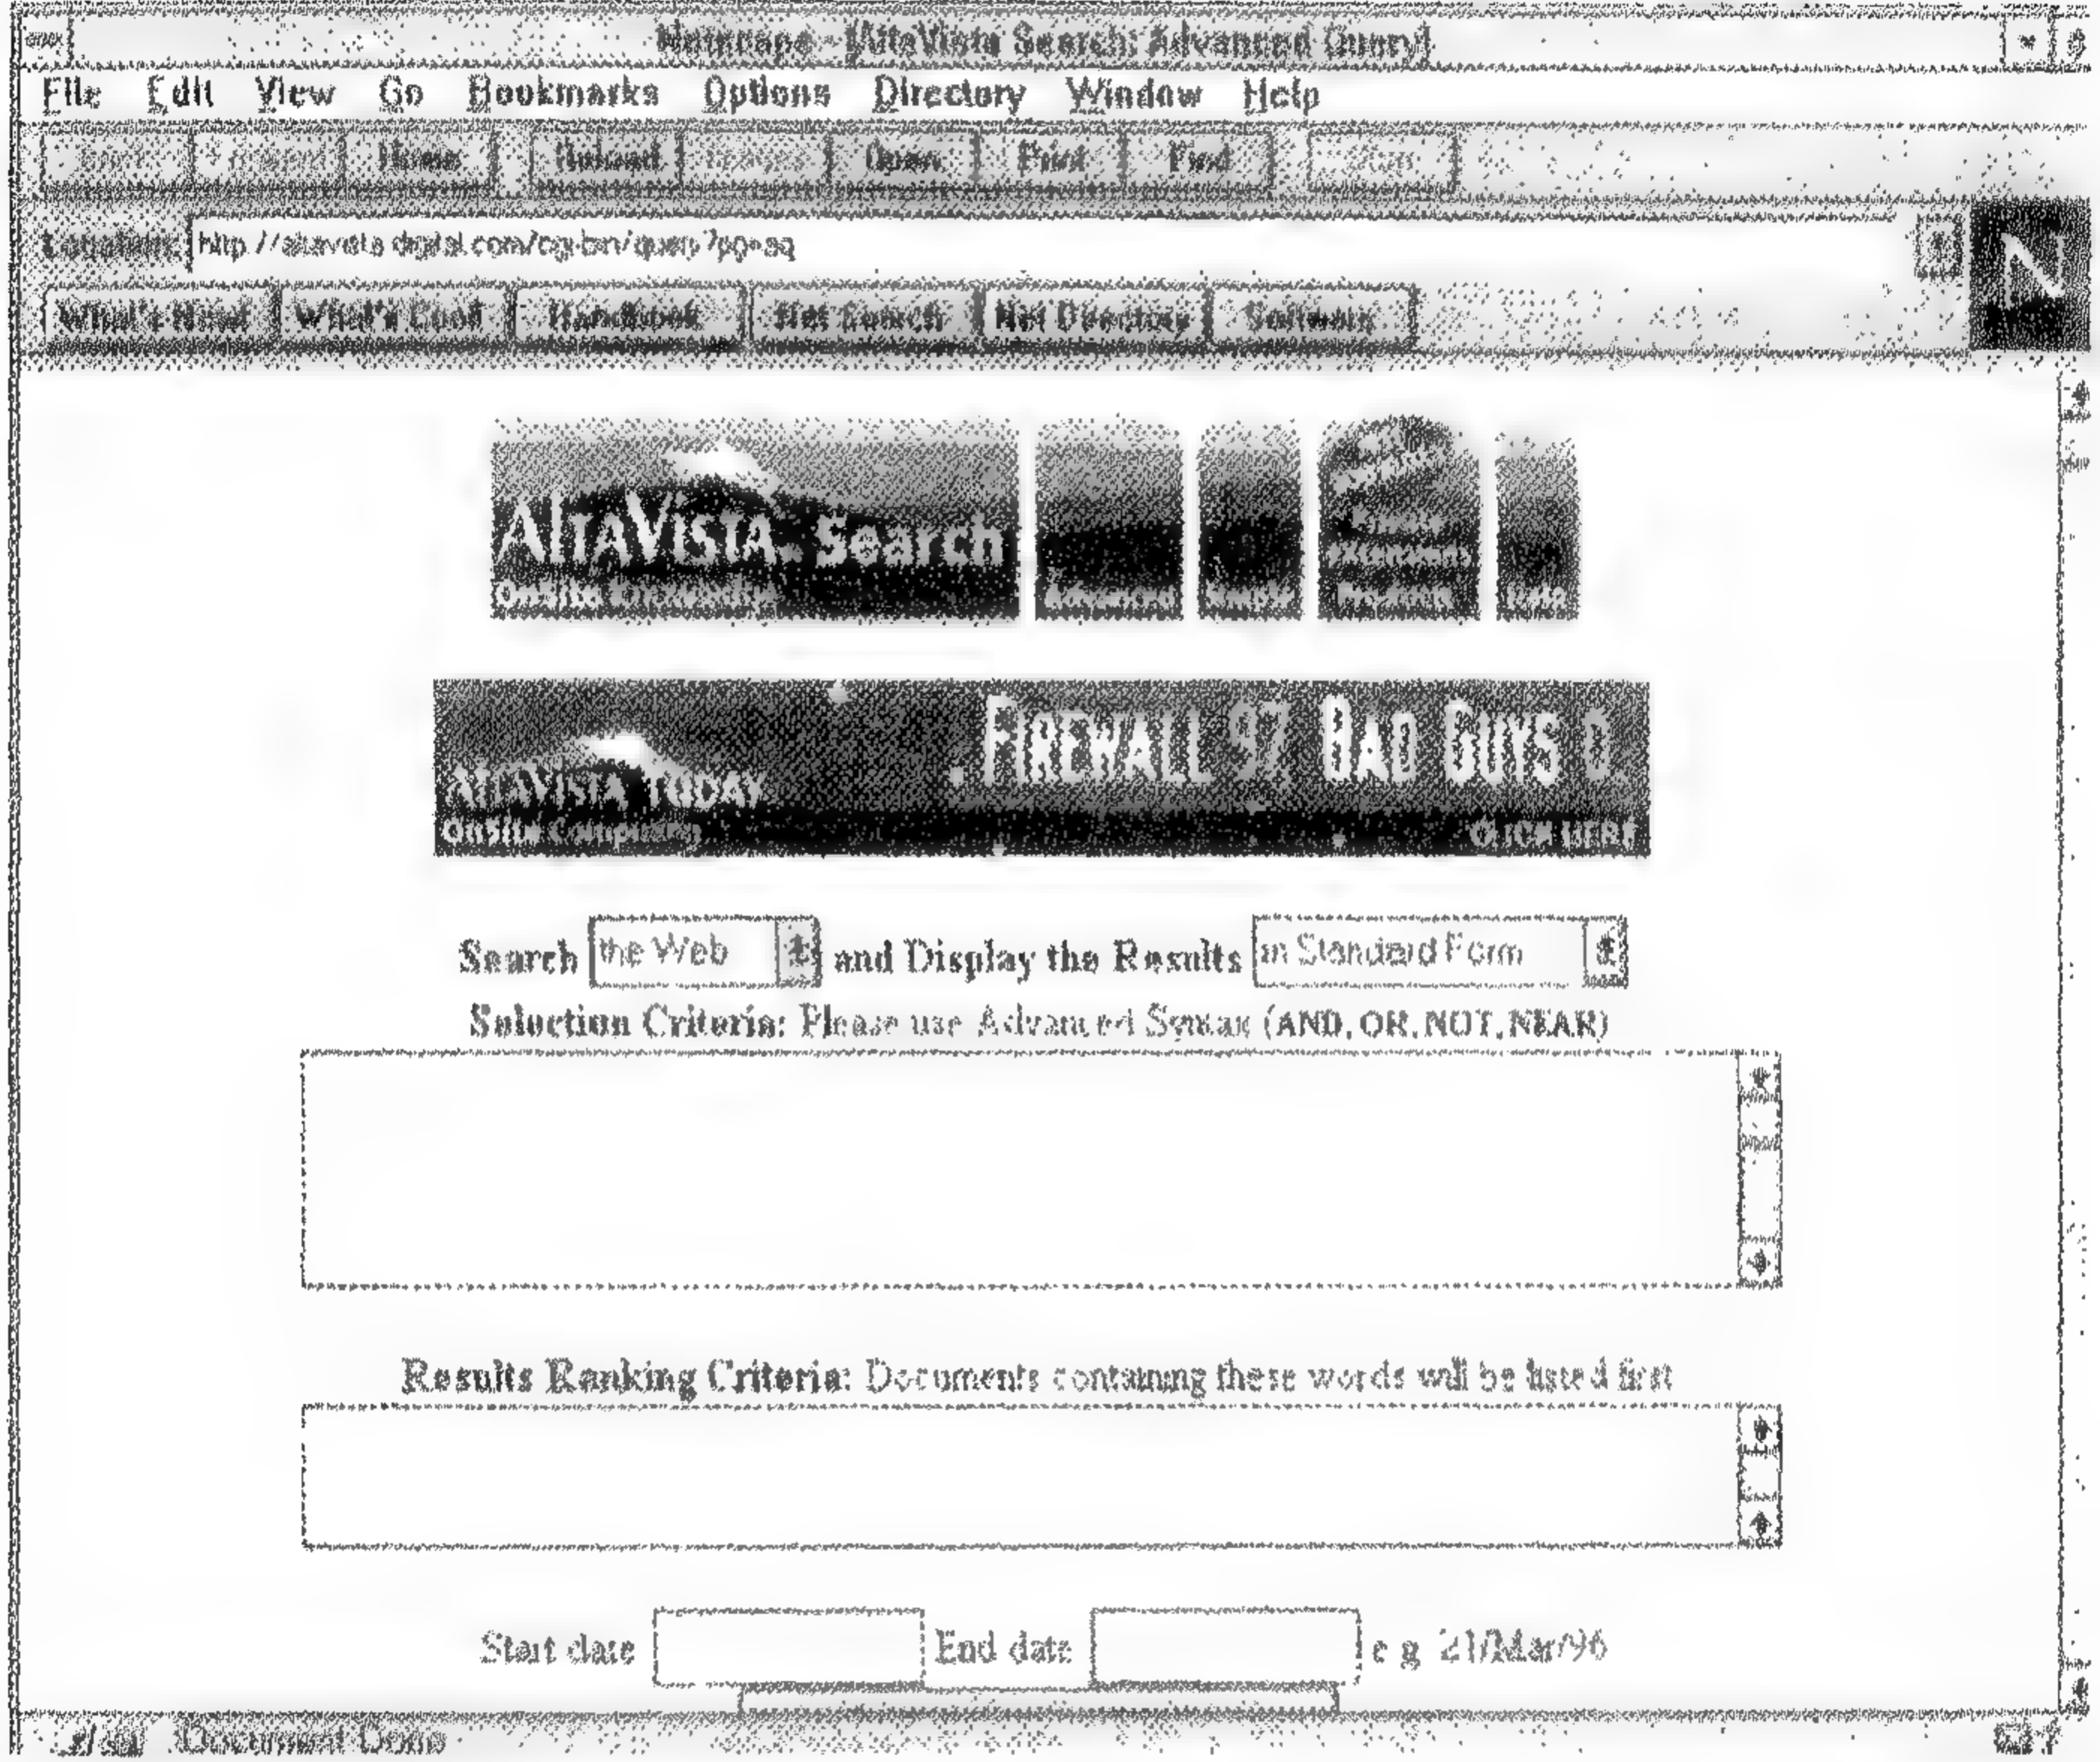 Netscape - [AltaVista Search: Advanced Query]
File Edit View Go Bookmarks Options Directory Window Help
Home Reload Open Print Find
Location: http://altavista.digital.com/cgi-bin/query?pg=aq
What's New! What's Cool! Handbook Net Search Net Directory Software
ALTAVISTA Search
ALTAVISTA TODAY
FIREWALL 97 BAD GUYS 0
OnSite Computing
CLICK HERE
Search the Web and Display the Results in Standard Form
Selection Criteria: Please use Advanced Syntax (AND, OR, NOT, NEAR)
Results Ranking Criteria: Documents containing these words will be listed first
Start date End date e.g. 21/Mar/96
Document: Done